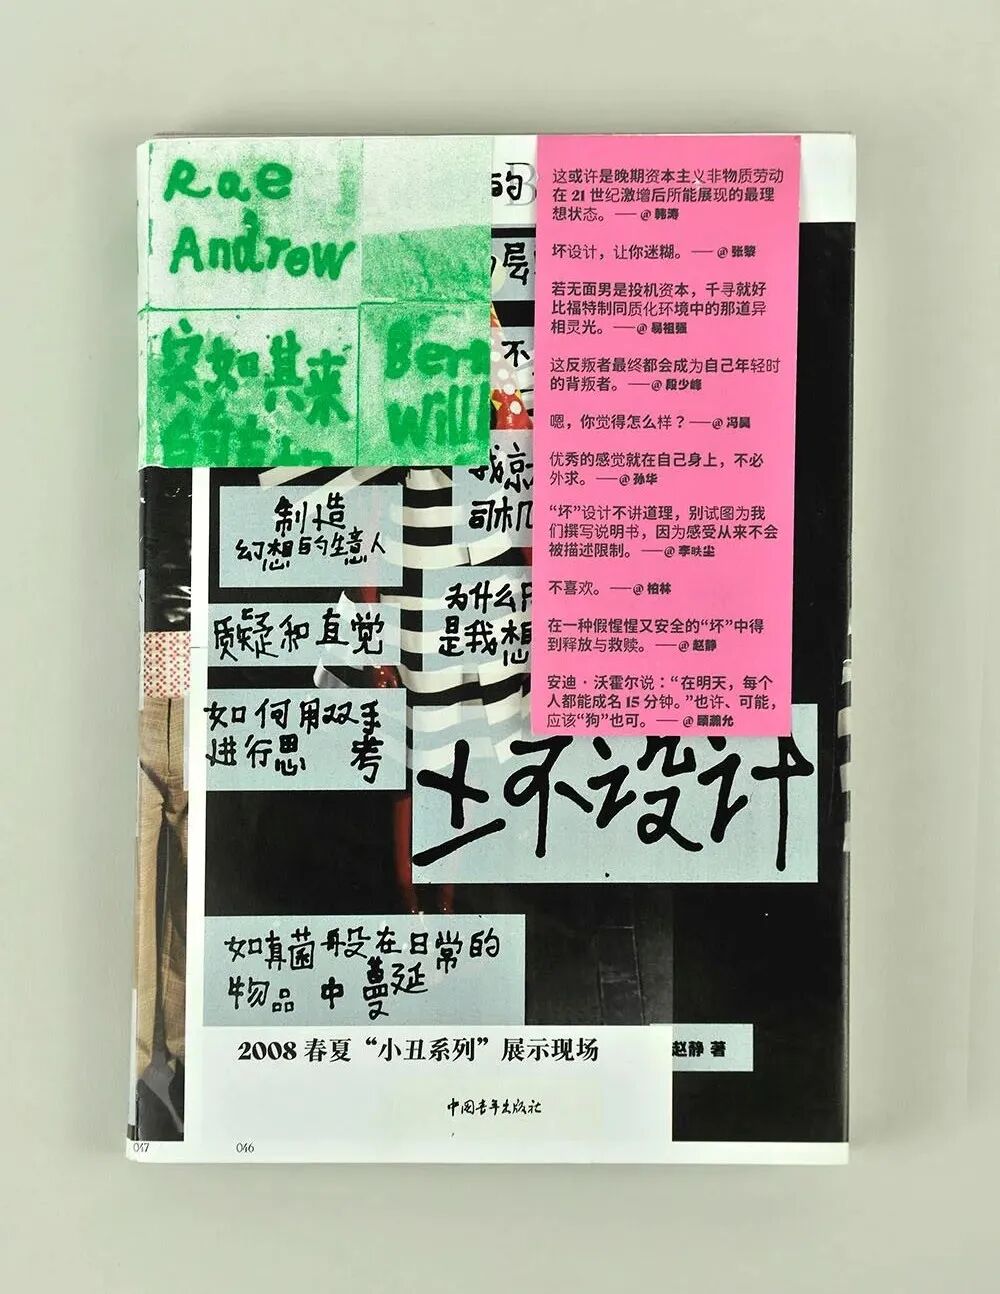 Rae
Andrew
实如其来
Bern
Will
的
B
层
不
我京
司机
制造
幻想的生意人
质疑和直觉
为什么
是我想
如何用双手
进行思考
这或许是晚期资本主义非物质劳动
在 21 世纪激增后所能展现的最理
想状态。——@韩涛
坏设计，让你迷糊。——@张黎
若无面男是投机资本，千寻就好
比福特制同质化环境中的那道异
相灵光。——@易祖强
这反叛者最终都会成为自己年轻时
的背叛者。——@段少峰
嗯，你觉得怎么样？——@冯昊
优秀的感觉就在自己身上，不必
外求。——@孙华
“坏”设计不讲道理，别试图为我
们撰写说明书，因为感受从来不会
被描述限制。——@李昳尘
不喜欢。——@柏林
在一种假惺惺又安全的“坏”中得
到释放与救赎。——@赵静
安迪·沃霍尔说：“在明天，每个
人都能成名 15 分钟。”也许、可能，
应该“狗”也可。——@顾瀚允
坏设计
如真菌般在日常的
物品中蔓延
2008 春夏“小丑系列”展示现场
赵静 著
中国青年出版社
047
046